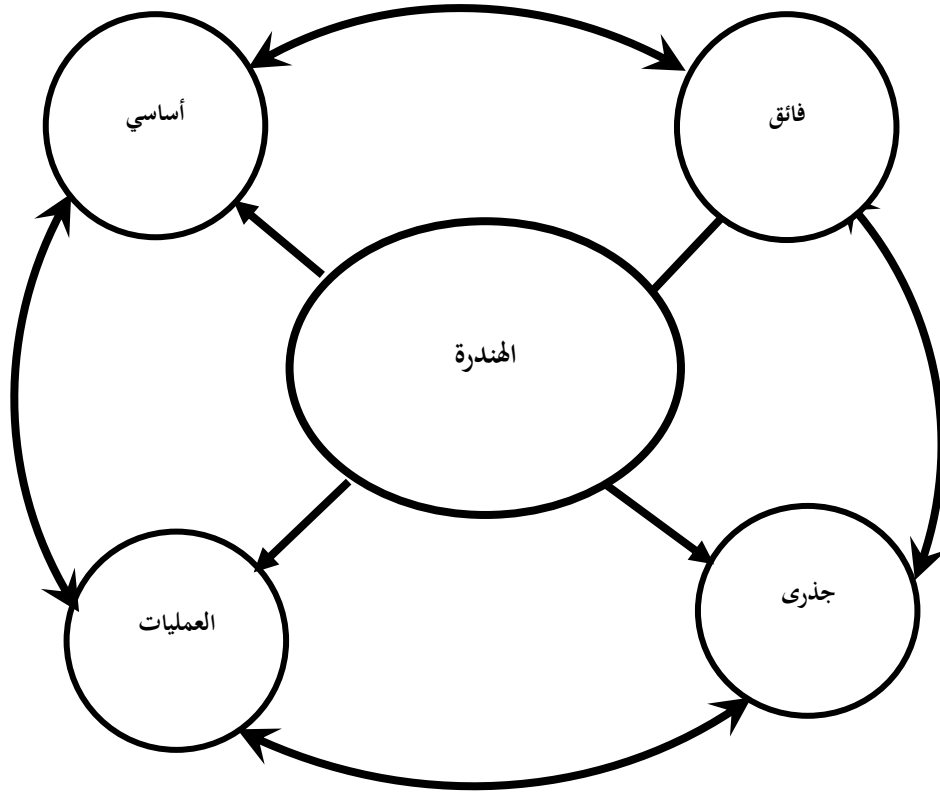 فائق
أساسي
الهندرة
جذرى
العمليات